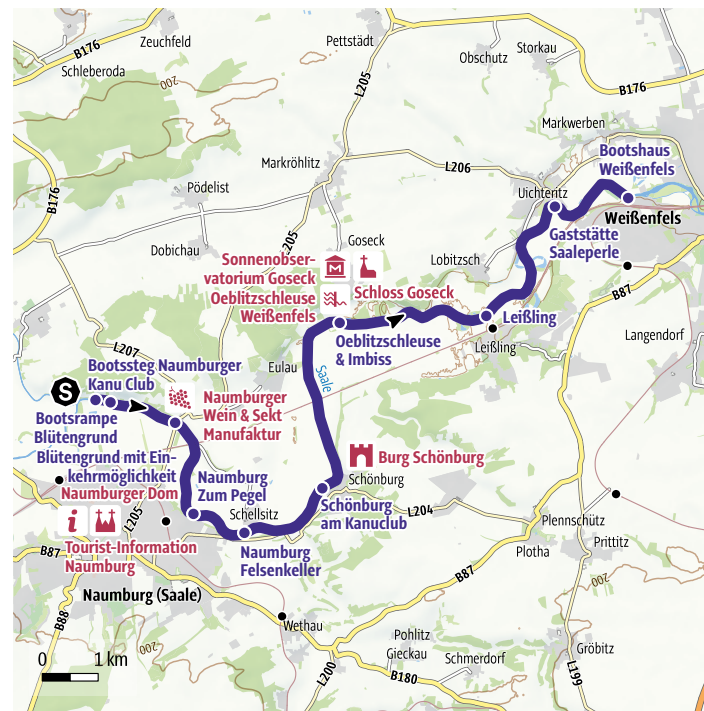 B176
Zeuchfeld
Schleberoda
200
Pettstädt
L205
Obschutz
Storkau
B176
Markwerben
Bootshaus
Weißenfels
Markröhlitz
L206
Pödelist
Uichteritz
B176
Weißenfels
L205
Dobichau
Goseck
Gaststätte
Saaleperle
Sonnenobser-
vatorium Goseck
Lobitzsch
Oeblitzschleuse
Weißenfels
Schloss Goseck
B87
Leißling
Leißling
Langendorf
Oeblitzschleuse
& Imbiss
L207
Bootssteg Naumburger
Kanu Club
Eulau
Saale
S
Naumburger
Wein & Sekt
Manufaktur
Bootsrampe
Blütengrund
Blütengrund mit Ein-
kehrmöglichkeit
Burg Schönburg
Schönburg
Naumburg
Zum Pegel
Naumburger Dom
L205
Schellsitz
Schönburg
am Kanuclub
L204
Plennschütz
Plotha
Prittitz
i
Tourist-Information
Naumburg
B87
Naumburg
Felsenkeller
B87
200
Naumburg (Saale)
B88
Wethau
200
Pohlitz
Gieckau
Schmerdorf
Gröbitz
L200
B180
L199
0 1 km